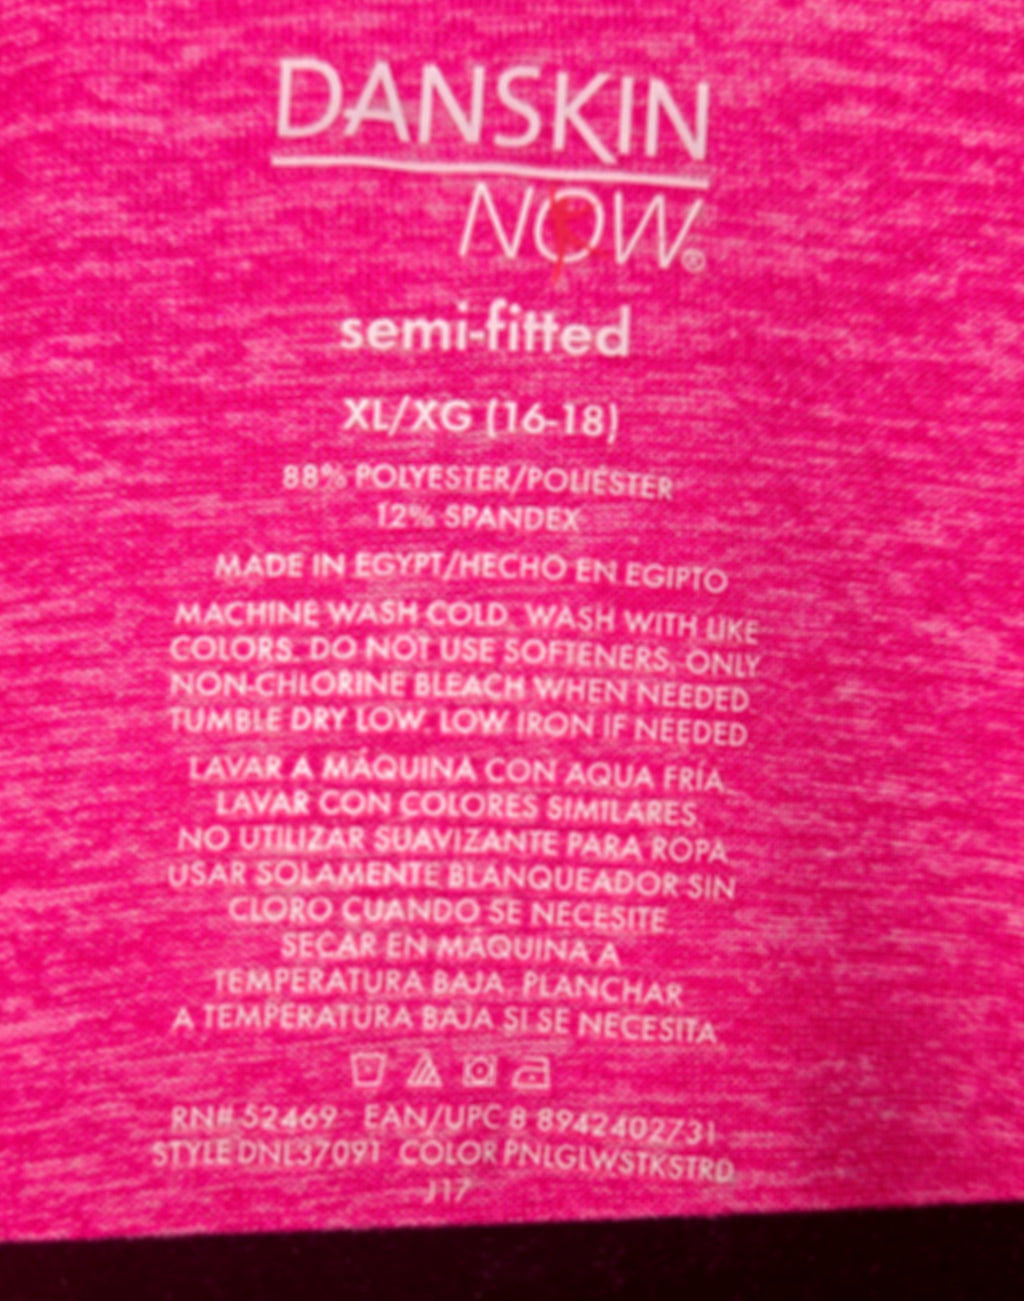 DANSKIN
NOW®
semi-fitted
XL/XG (16-18)
88% POLYESTER/POLIÉSTER
12% SPANDEX
MADE IN EGYPT/HECHO EN EGIPTO
MACHINE WASH COLD. WASH WITH LIKE
COLORS. DO NOT USE SOFTENERS. ONLY
NON-CHLORINE BLEACH WHEN NEEDED
TUMBLE DRY LOW. LOW IRON IF NEEDED.
LAVAR A MÁQUINA CON AQUA FRÍA.
LAVAR CON COLORES SIMILARES.
NO UTILIZAR SUAVIZANTE PARA ROPA.
USAR SOLAMENTE BLANQUEADOR SIN
CLORO CUANDO SE NECESITE
SECAR EN MÁQUINA A
TEMPERATURA BAJA. PLANCHAR
A TEMPERATURA BAJA SI SE NECESITA.
RN# 52469 EAN/UPC 8 8942402731
STYLE DNL37091 COLOR PNLGLWSTKSTRD
J17